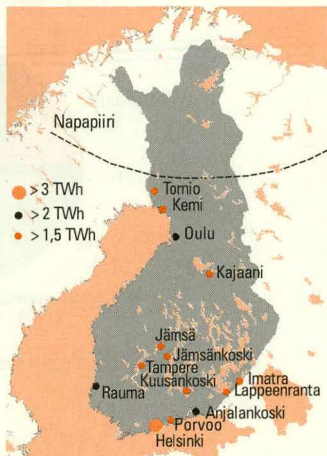 Napapiiri
> 3 TWh
> 2 TWh
> 1,5 TWh
Tornio
Kemi
Oulu
Kajaani
Jämsä
Jämsänkoski
Tampere
Kuusankoski
Imatra
Lappeenranta
Rauma
Anjalankoski
Porvoo
Helsinki